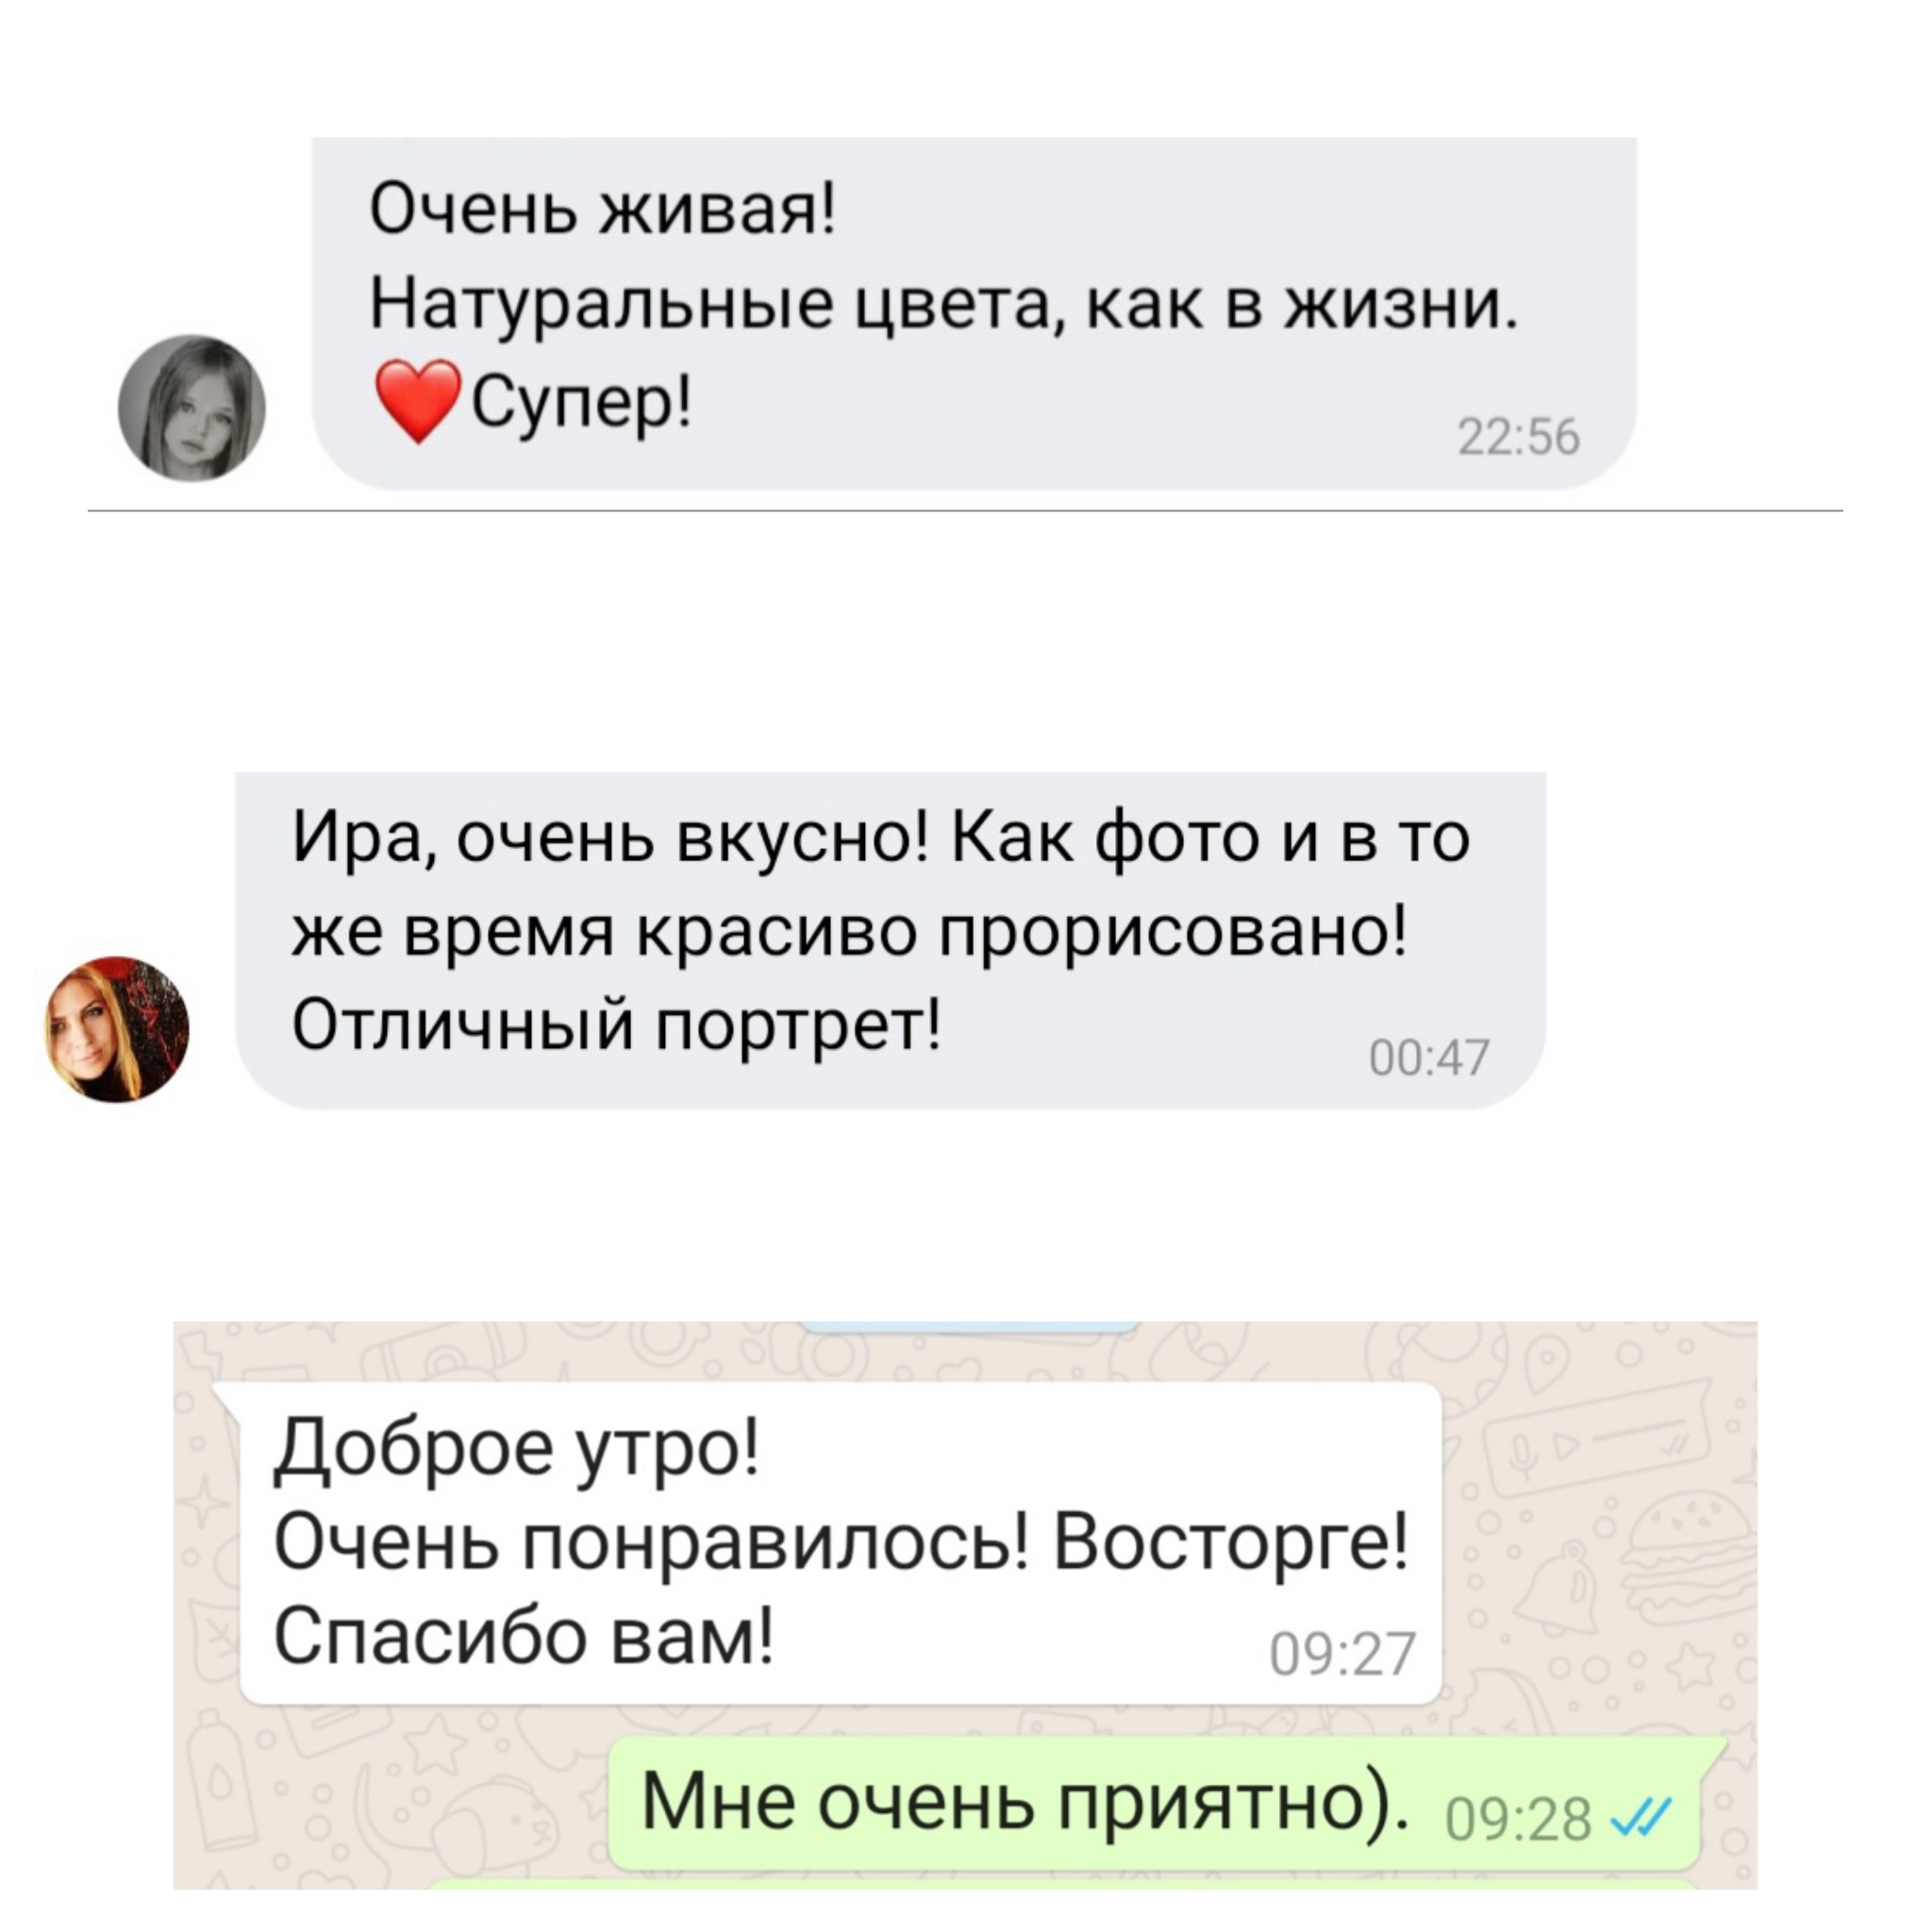 Очень живая!
Натуральные цвета, как в жизни.
❤️Супер!
22:56
Ира, очень вкусно! Как фото и в то
же время красиво прорисовано!
Отличный портрет!
00:47
Доброе утро!
Очень понравилось! Восторге!
Спасибо вам!
09:27
Мне очень приятно).
09:28